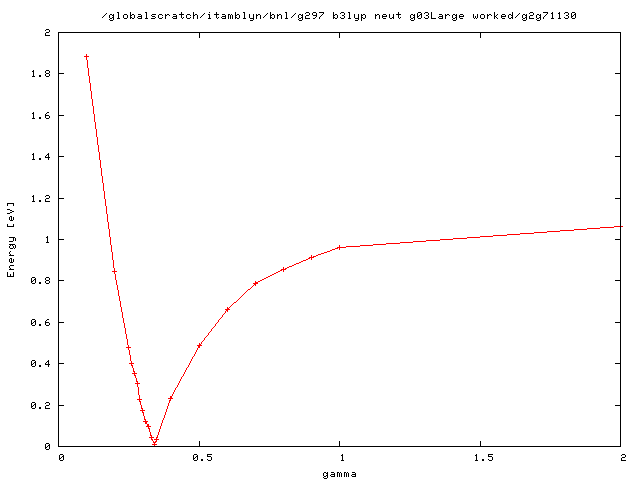 /globalscratch/itamblyn/bnl/g297 b3lyp neut g03Large worked/g2g71130
2
1.8
1.6
1.4
1.2
1
0.8
0.6
0.4
0.2
0
Energy [eV]
0 0.5 1 1.5 2
gamma